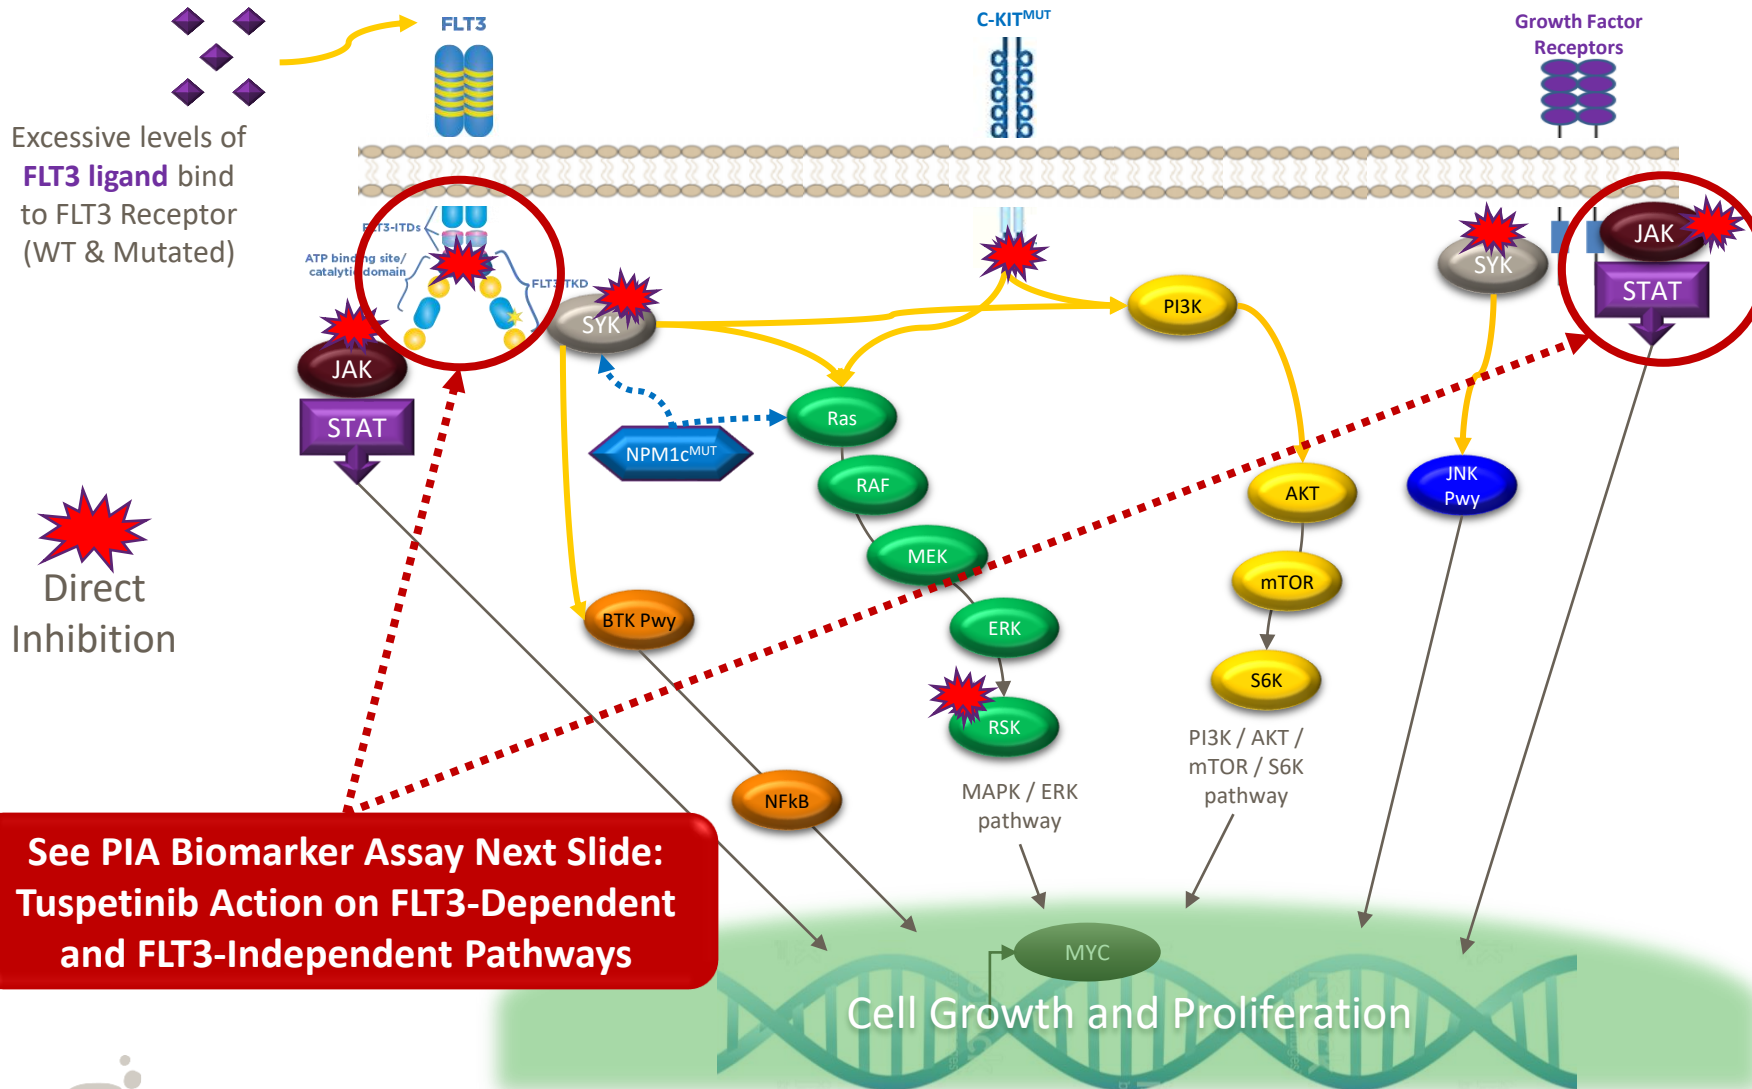 FLT3
C-KITMUT
Growth Factor
Receptors
Excessive levels of
FLT3 ligand bind
to FLT3 Receptor
(WT & Mutated)
FLT3-ITDs
ATP binding site/
catalytic domain
FLT3-TKD
JAK
STAT
SYK
PI3K
SYK
JAK
STAT
NPM1cMUT
Ras
RAF
MEK
ERK
RSK
AKT
mTOR
S6K
JNK
Pwy
Direct
Inhibition
BTK Pwy
NFkB
MAPK / ERK
pathway
PI3K / AKT /
mTOR / S6K
pathway
See PIA Biomarker Assay Next Slide:
Tuspetinib Action on FLT3-Dependent
and FLT3-Independent Pathways
MYC
Cell Growth and Proliferation